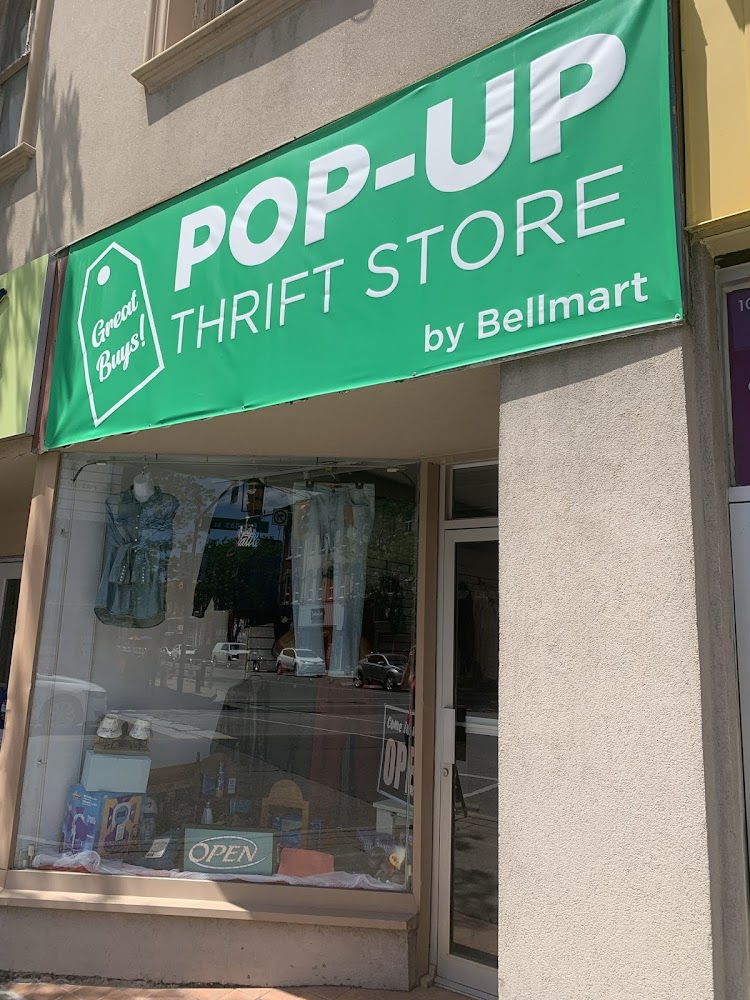 POP-UP
THRIFT STORE
by Bellmart
Great
Buys!
OPEN